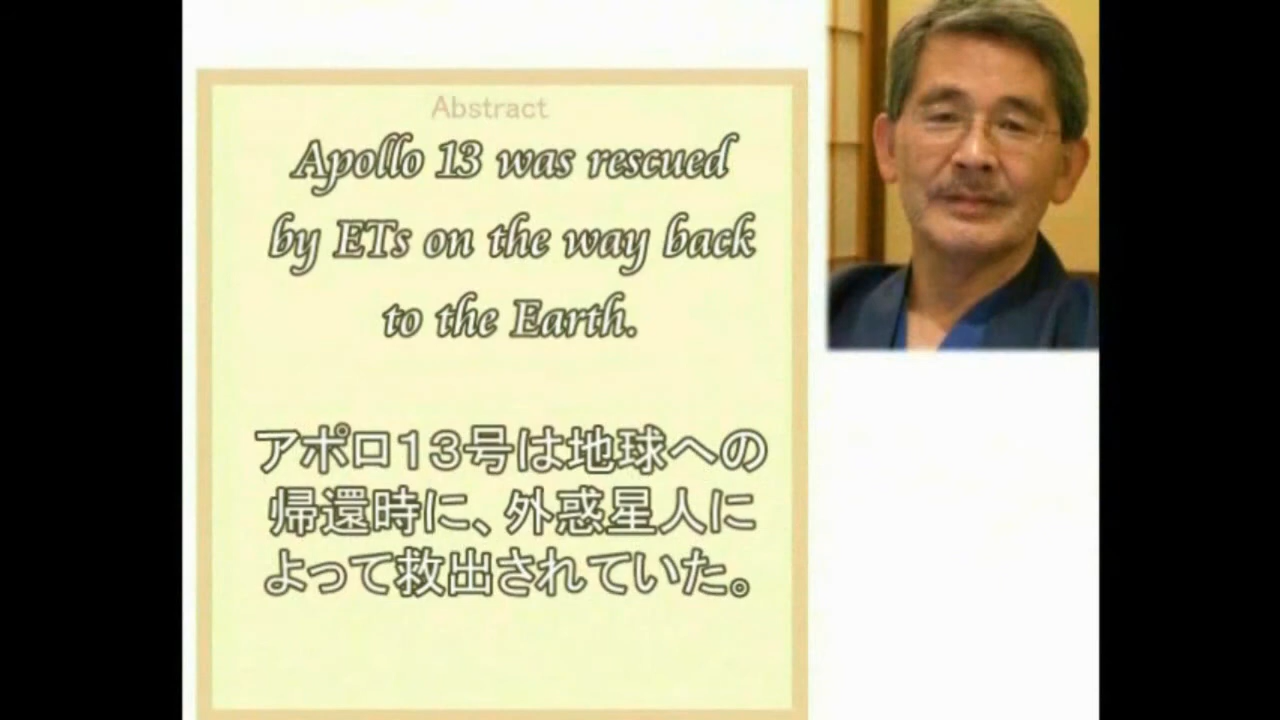 Abstract
Apollo 13 was rescued
by ETs on the way back
to the Earth.
アポロ１３号は地球への
帰還時に、外惑星人に
よって救出されていた。